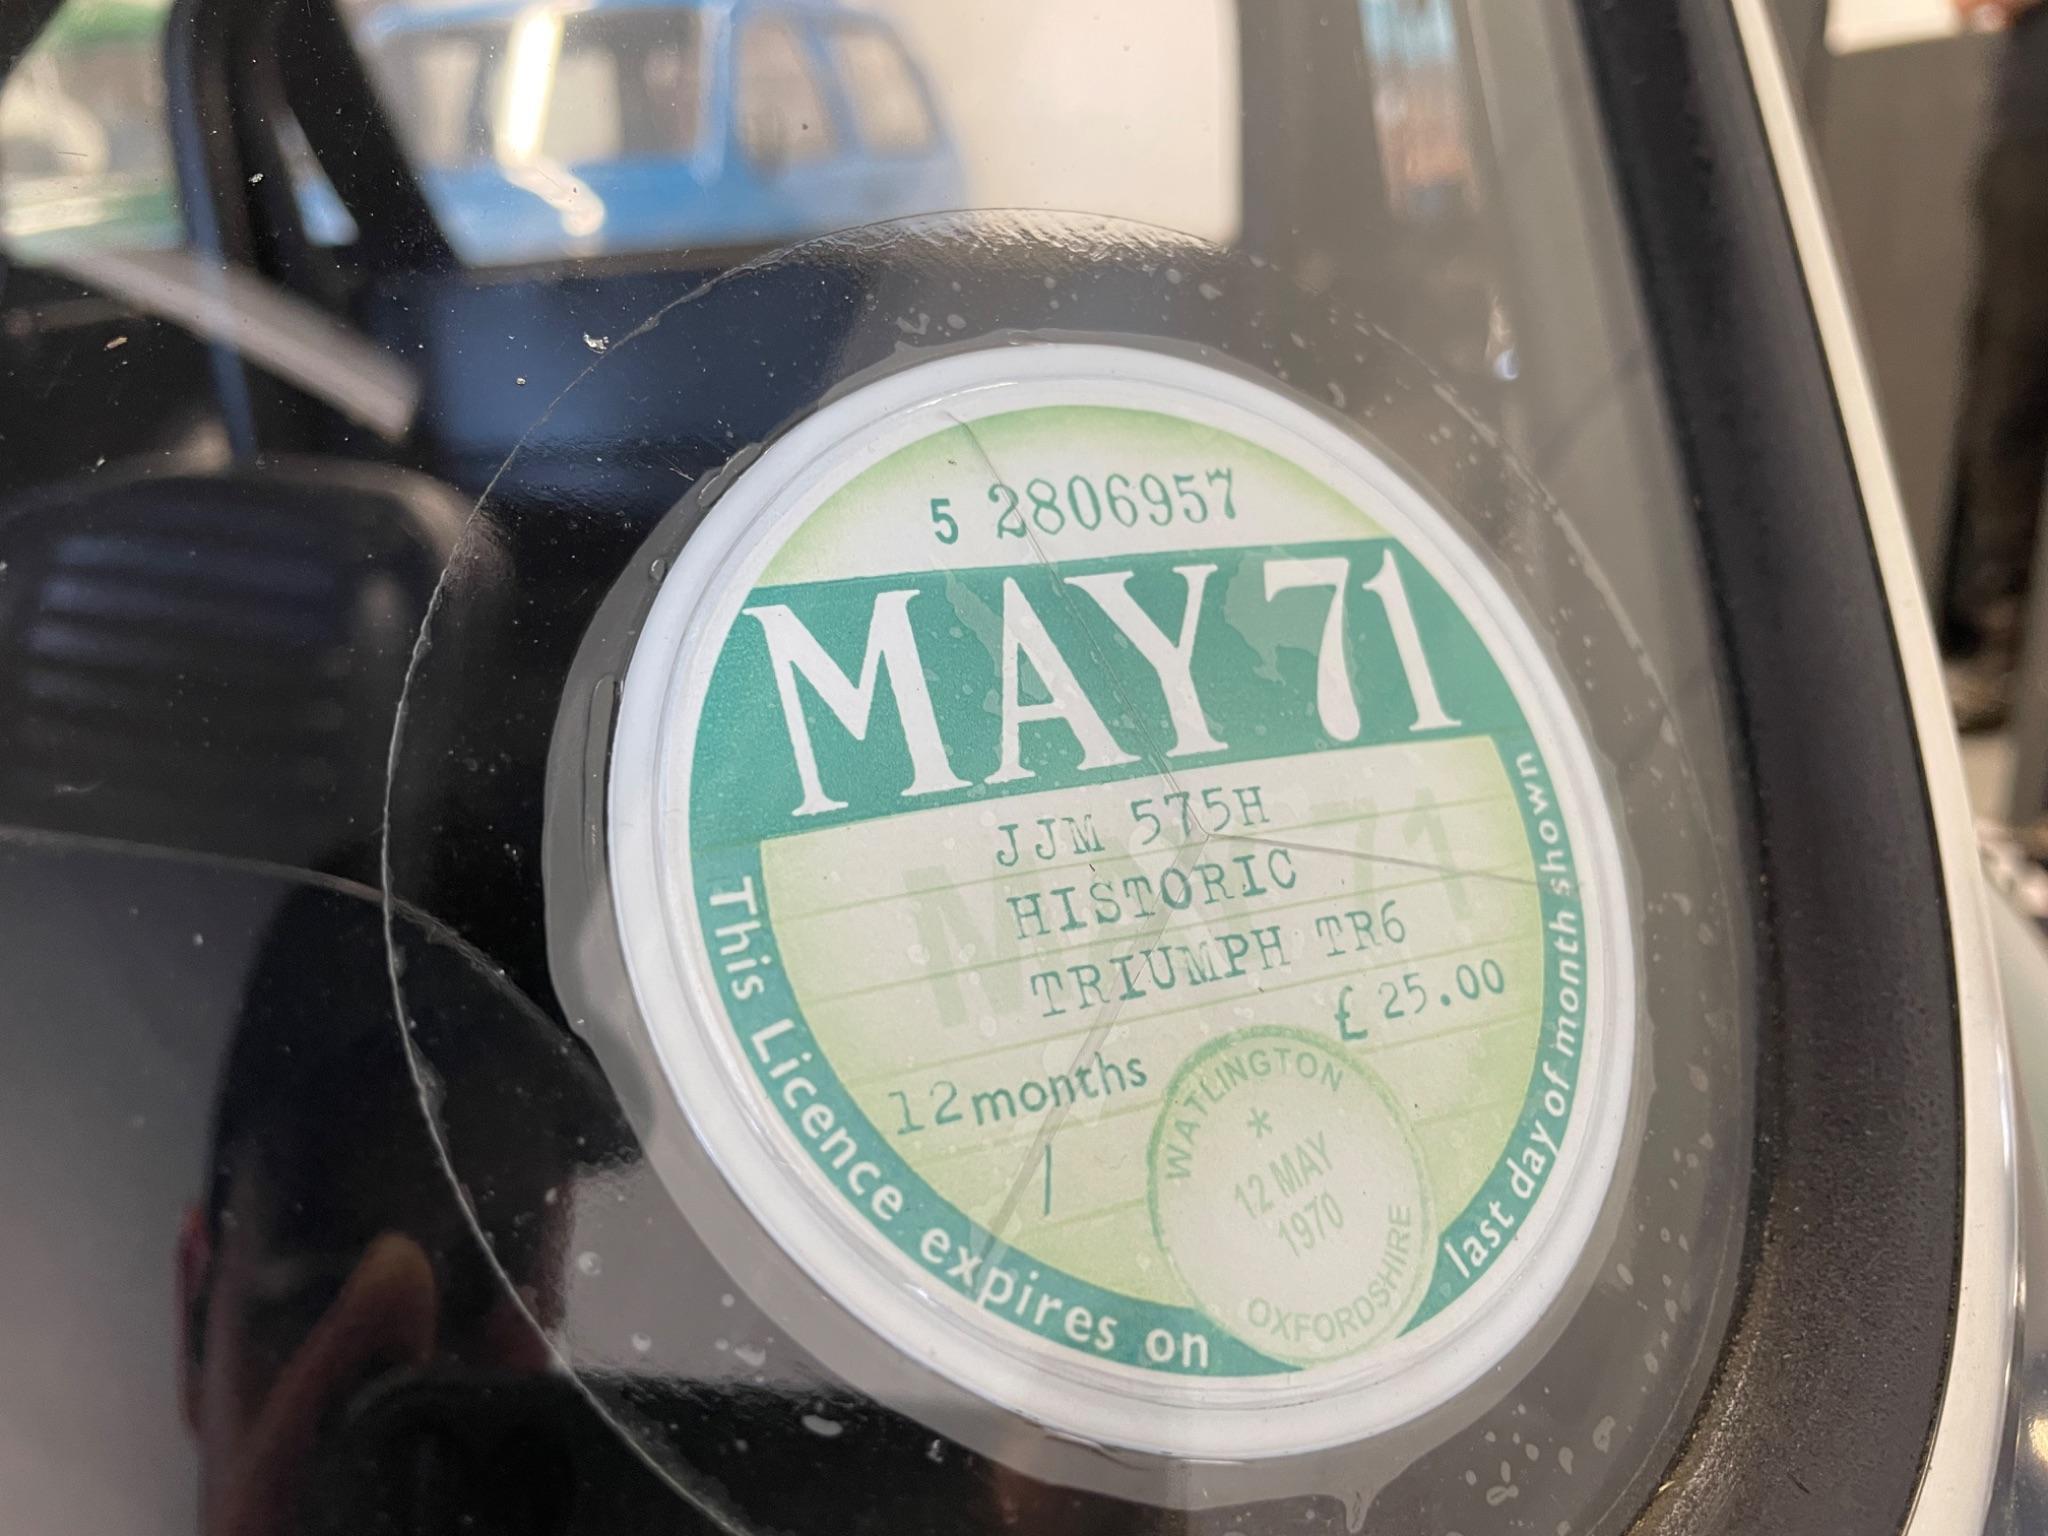 5 2806957
MAY 71
JJM 575H
HISTORIC
TRIUMPH TR6
£ 25.00
12 months
1
WATLINGTON
*
12 MAY
1970
OXFORDSHIRE
This Licence expires on last day of month shown